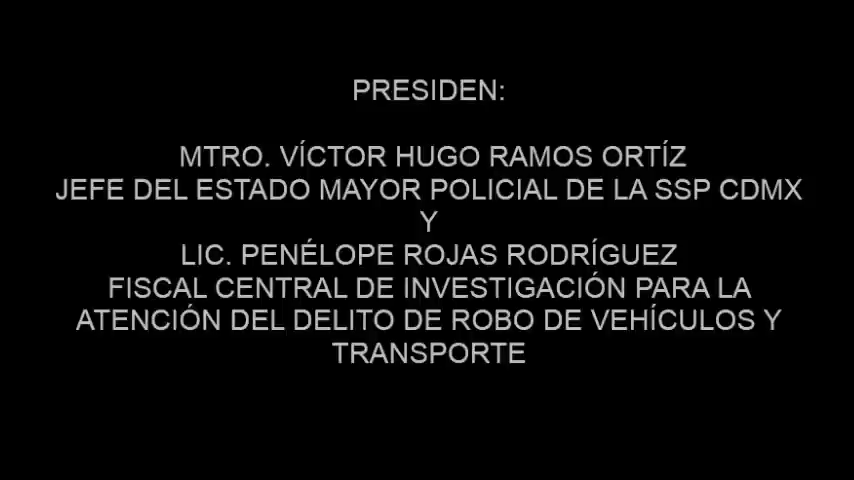 PRESIDEN:
MTRO. VÍCTOR HUGO RAMOS ORTÍZ
JEFE DEL ESTADO MAYOR POLICIAL DE LA SSP CDMX
Y
LIC. PENÉLOPE ROJAS RODRÍGUEZ
FISCAL CENTRAL DE INVESTIGACIÓN PARA LA
ATENCIÓN DEL DELITO DE ROBO DE VEHÍCULOS Y
TRANSPORTE